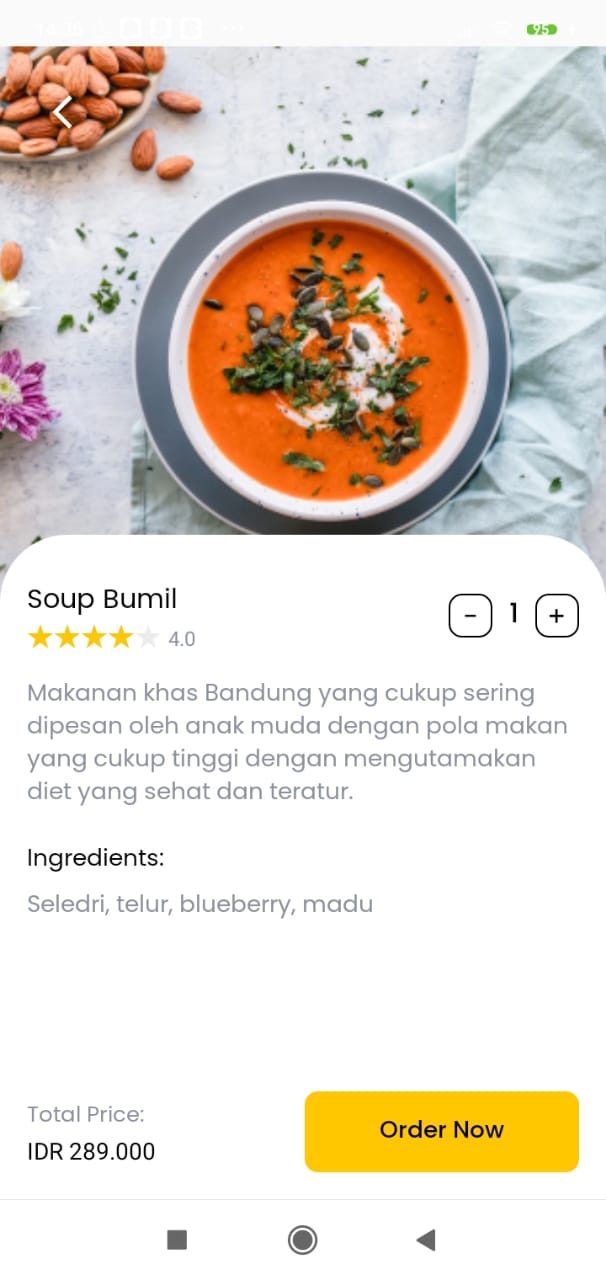 95
Soup Bumil
4.0
1
Makanan khas Bandung yang cukup sering
dipesan oleh anak muda dengan pola makan
yang cukup tinggi dengan mengutamakan
diet yang sehat dan teratur.
Ingredients:
Seledri, telur, blueberry, madu
Total Price:
IDR 289.000
Order Now